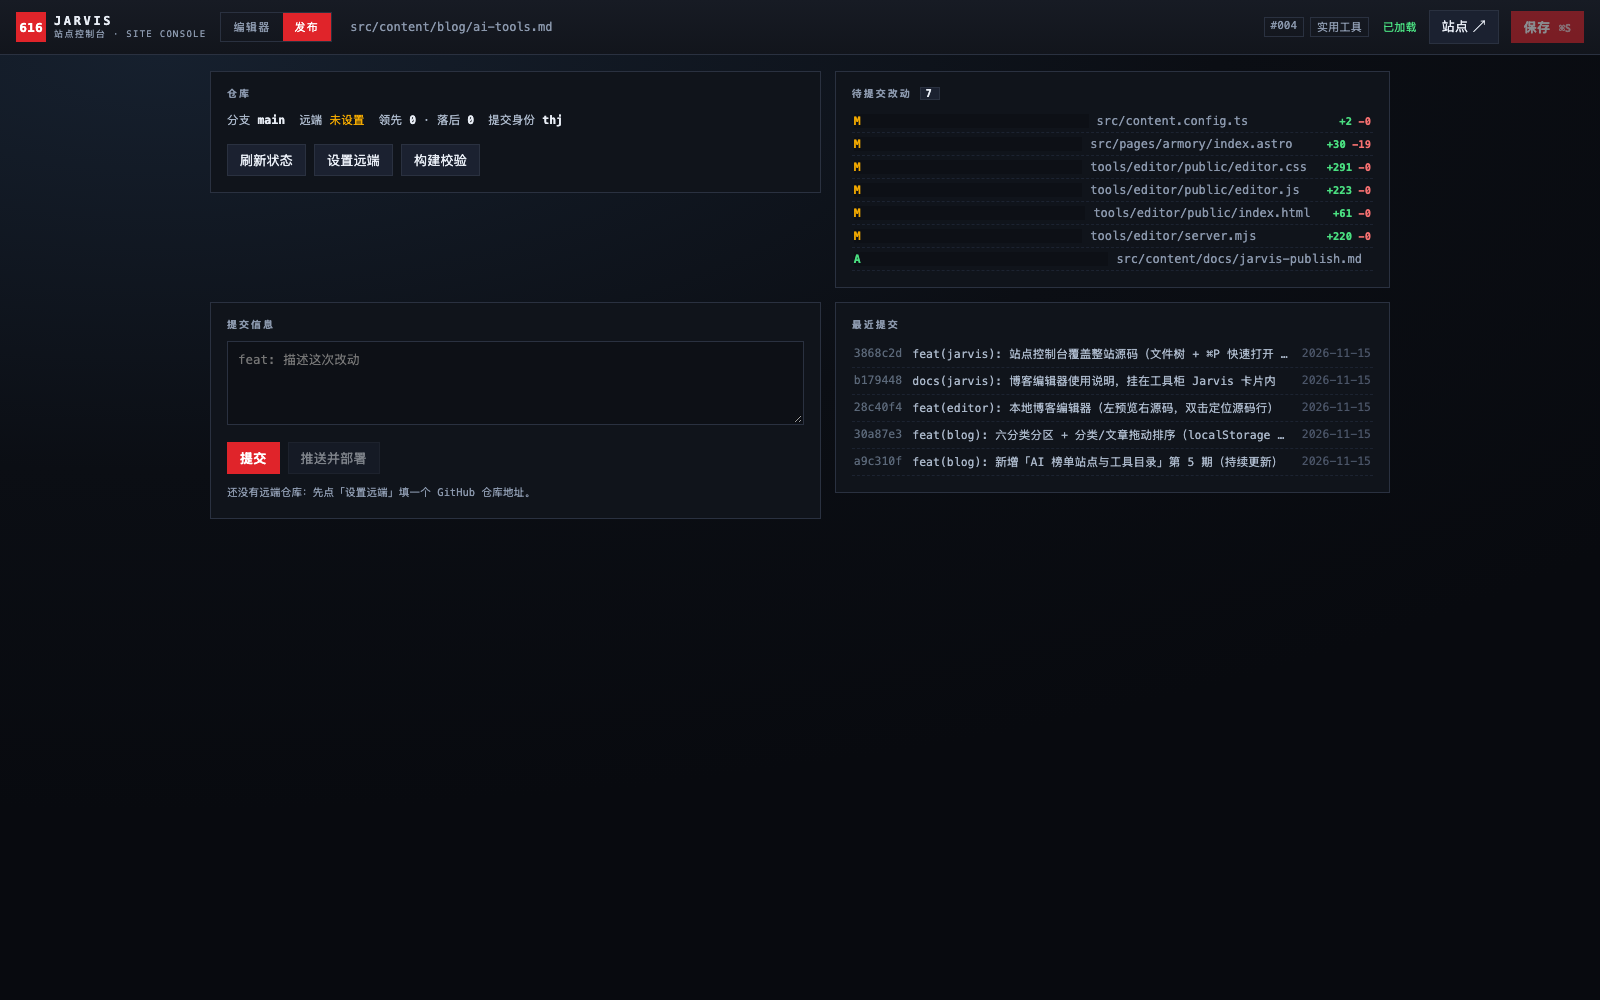 616 JARVIS
站点控制台 · SITE CONSOLE
编辑器 发布 src/content/blog/ai-tools.md #004 实用工具 已加载 站点 ↗ 保存 ⌘S
仓库
分支 main 远端 未设置 领先 0 · 落后 0 提交身份 thj
刷新状态 设置远端 构建校验
待提交改动 7
M src/content.config.ts +2 −0
M src/pages/armory/index.astro +30 −19
M tools/editor/public/editor.css +291 −0
M tools/editor/public/editor.js +223 −0
M tools/editor/public/index.html +61 −0
M tools/editor/server.mjs +220 −0
A src/content/docs/jarvis-publish.md
提交信息
feat: 描述这次改动
提交 推送并部署
还没有远端仓库：先点「设置远端」填一个 GitHub 仓库地址。
最近提交
3868c2d feat(jarvis): 站点控制台覆盖整站源码（文件树 + ⌘P 快速打开 … 2026-11-15
b179448 docs(jarvis): 博客编辑器使用说明，挂在工具柜 Jarvis 卡片内 2026-11-15
28c40f4 feat(editor): 本地博客编辑器（左预览右源码，双击定位源码行） 2026-11-15
30a87e3 feat(blog): 六分类分区 + 分类/文章拖动排序（localStorage … 2026-11-15
a9c310f feat(blog): 新增「AI 榜单站点与工具目录」第 5 期（持续更新） 2026-11-15